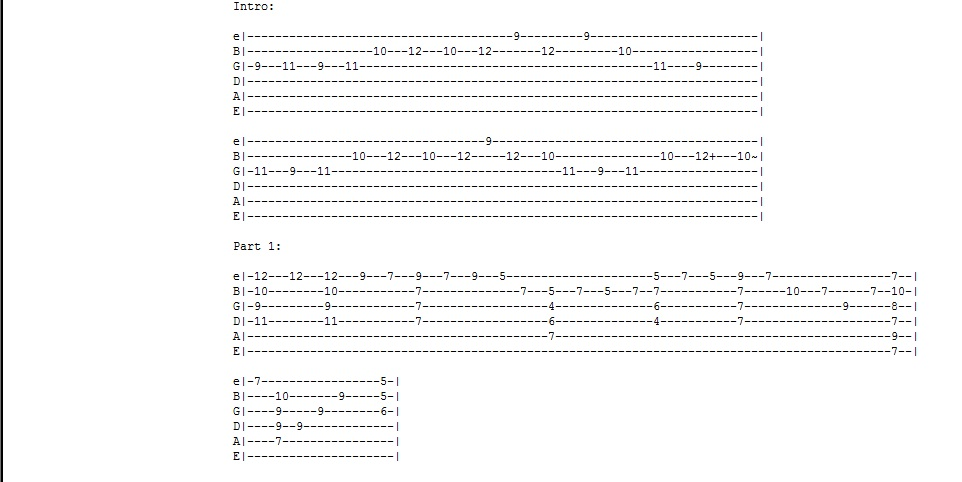 Intro:
e|--------------------------------------9---------9------------------------|
B|------------------10---12---10---12-------12---------10------------------|
G|-9---11---9---11------------------------------------------11----9--------|
D|-------------------------------------------------------------------------|
A|-------------------------------------------------------------------------|
E|-------------------------------------------------------------------------|
e|----------------------------------9--------------------------------------|
B|---------------10---12---10---12-----12---10---------------10---12+---10~|
G|-11---9---11---------------------------------11---9---11-----------------|
D|-------------------------------------------------------------------------|
A|-------------------------------------------------------------------------|
E|-------------------------------------------------------------------------|
Part 1:
e|-12---12---12---9---7---9---7---9---5---------------------5---7---5---9---7-----------------7--|
B|-10--------10-----------7--------------7---5---7---5---7--7-----------7------10---7------7--10-|
G|-9---------9------------7------------------4--------------6-----------7--------------9------8--|
D|-11--------11-----------7------------------6--------------4-----------7---------------------7--|
A|-------------------------------------------7------------------------------------------------9--|
E|--------------------------------------------------------------------------------------------7--|
e|-7-----------------5-|
B|----10-------9-----5-|
G|----9-----9--------6-|
D|----9--9-------------|
A|----7----------------|
E|---------------------|